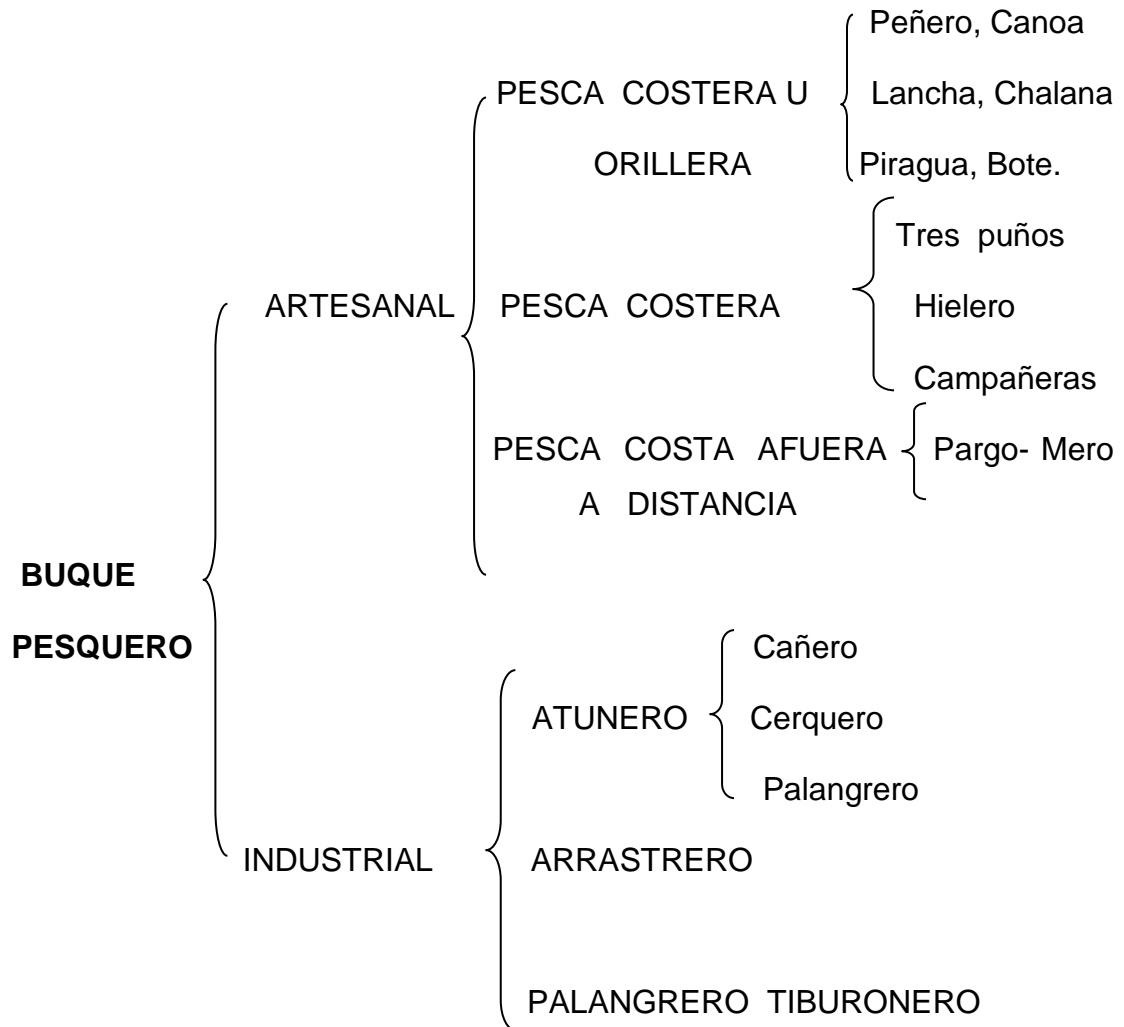 Peñero, Canoa
PESCA COSTERA U
Lancha, Chalana
ORILLERA
Piragua, Bote.
Tres puños
ARTESANAL
PESCA COSTERA
Hielero
Campañeras
PESCA COSTA AFUERA
Pargo- Mero
A DISTANCIA
BUQUE
PESQUERO
Cañero
ATUNERO
Cerquero
Palangrero
INDUSTRIAL
ARRASTRERO
PALANGRERO TIBURONERO